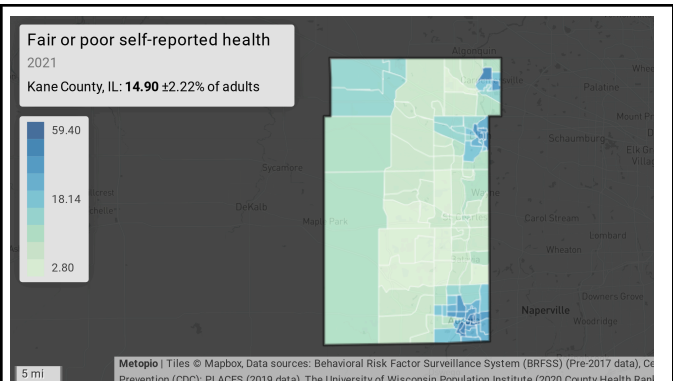 Fair or poor self-reported health
2021
Kane County, IL: 14.90 ±2.22% of adults
59.40
18.14
2.80
Algonquin
Palatine
Schaumburg
Sycamore
DeKalb
Maple Park
Wayne
Carol Stream
Lombard
Wheaton
Downers Grove
Naperville
Woodridge
5 mi
Metopio | Tiles © Mapbox, Data sources: Behavioral Risk Factor Surveillance System (BRFSS) (Pre-2017 data), Ce
Prevention (CDC): PLACES (2019 data), The University of Wisconsin Population Institute (2020 County Health Rank